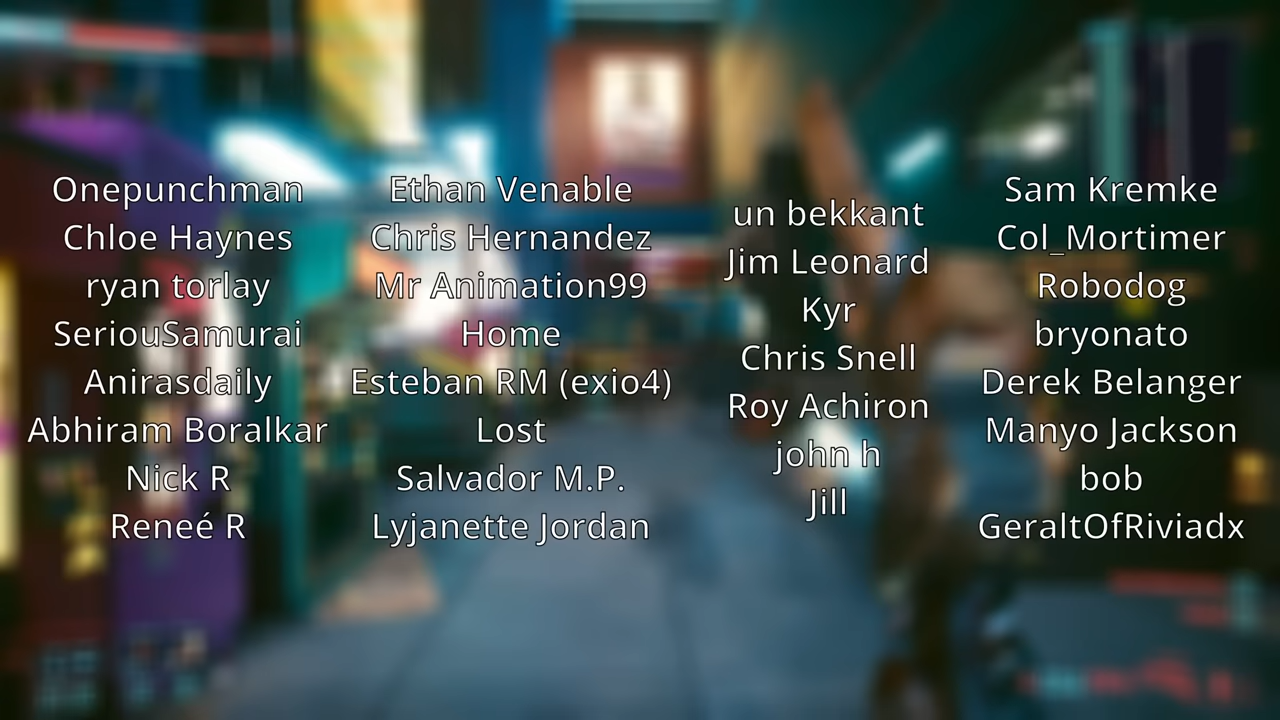 Onepunchman
Chloe Haynes
ryan torlay
SeriouSamurai
Anirasdaily
Abhiram Boralkar
Nick R
Reneé R
Ethan Venable
Chris Hernandez
Mr Animation99
Home
Esteban RM (exio4)
Lost
Salvador M.P.
Lyjanette Jordan
un bekkant
Jim Leonard
Kyr
Chris Snell
Roy Achiron
john h
Jill
Sam Kremke
Col_Mortimer
Robodog
bryonato
Derek Belanger
Manyo Jackson
bob
GeraltOfRiviadx